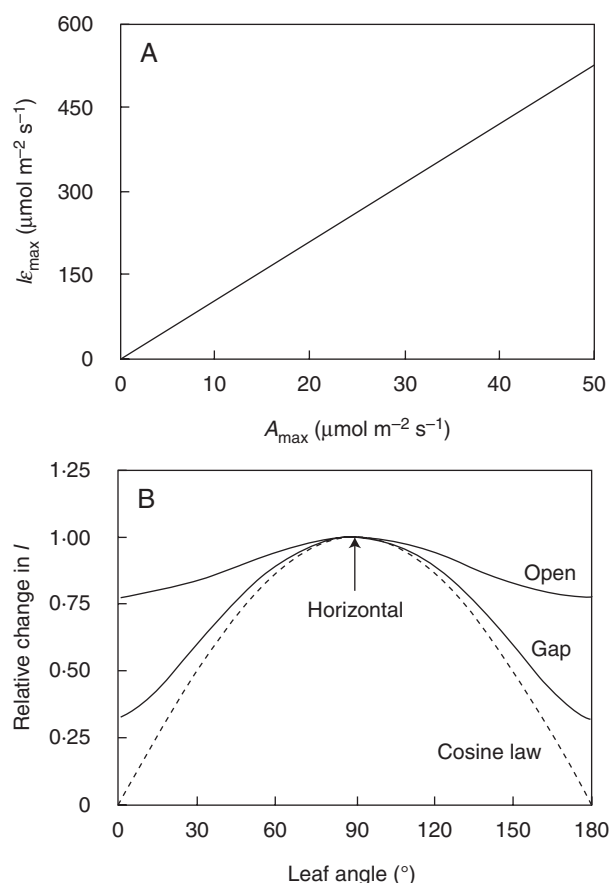 A
600
450
300
150
0
Iε_max (μmol m⁻² s⁻¹)
0 10 20 30 40 50
A_max (μmol m⁻² s⁻¹)
B
1·25
1·00
0·75
0·50
0·25
0
Relative change in I
Open
Horizontal
Gap
Cosine law
0 30 60 90 120 150 180
Leaf angle (°)